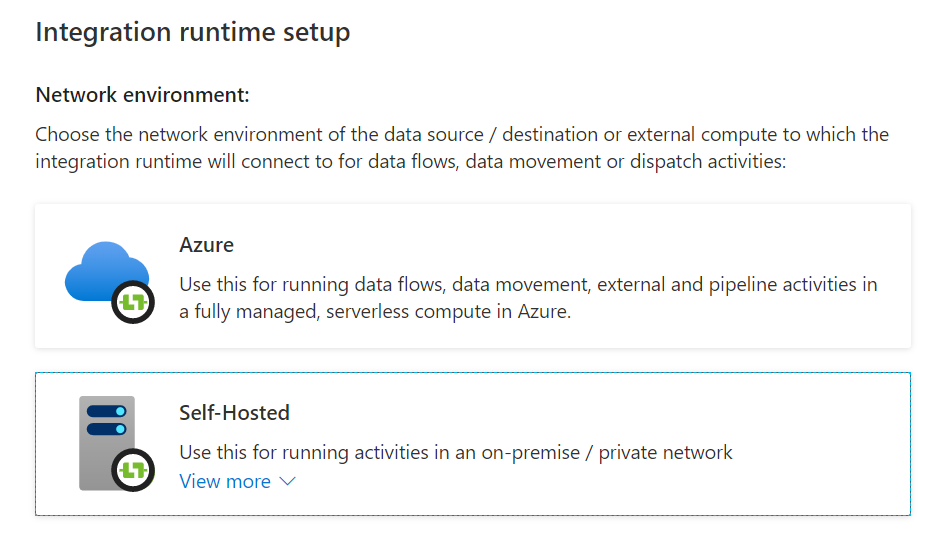 Integration runtime setup
Network environment:
Choose the network environment of the data source / destination or external compute to which the
integration runtime will connect to for data flows, data movement or dispatch activities:
Azure
Use this for running data flows, data movement, external and pipeline activities in
a fully managed, serverless compute in Azure.
Self-Hosted
Use this for running activities in an on-premise / private network
View more